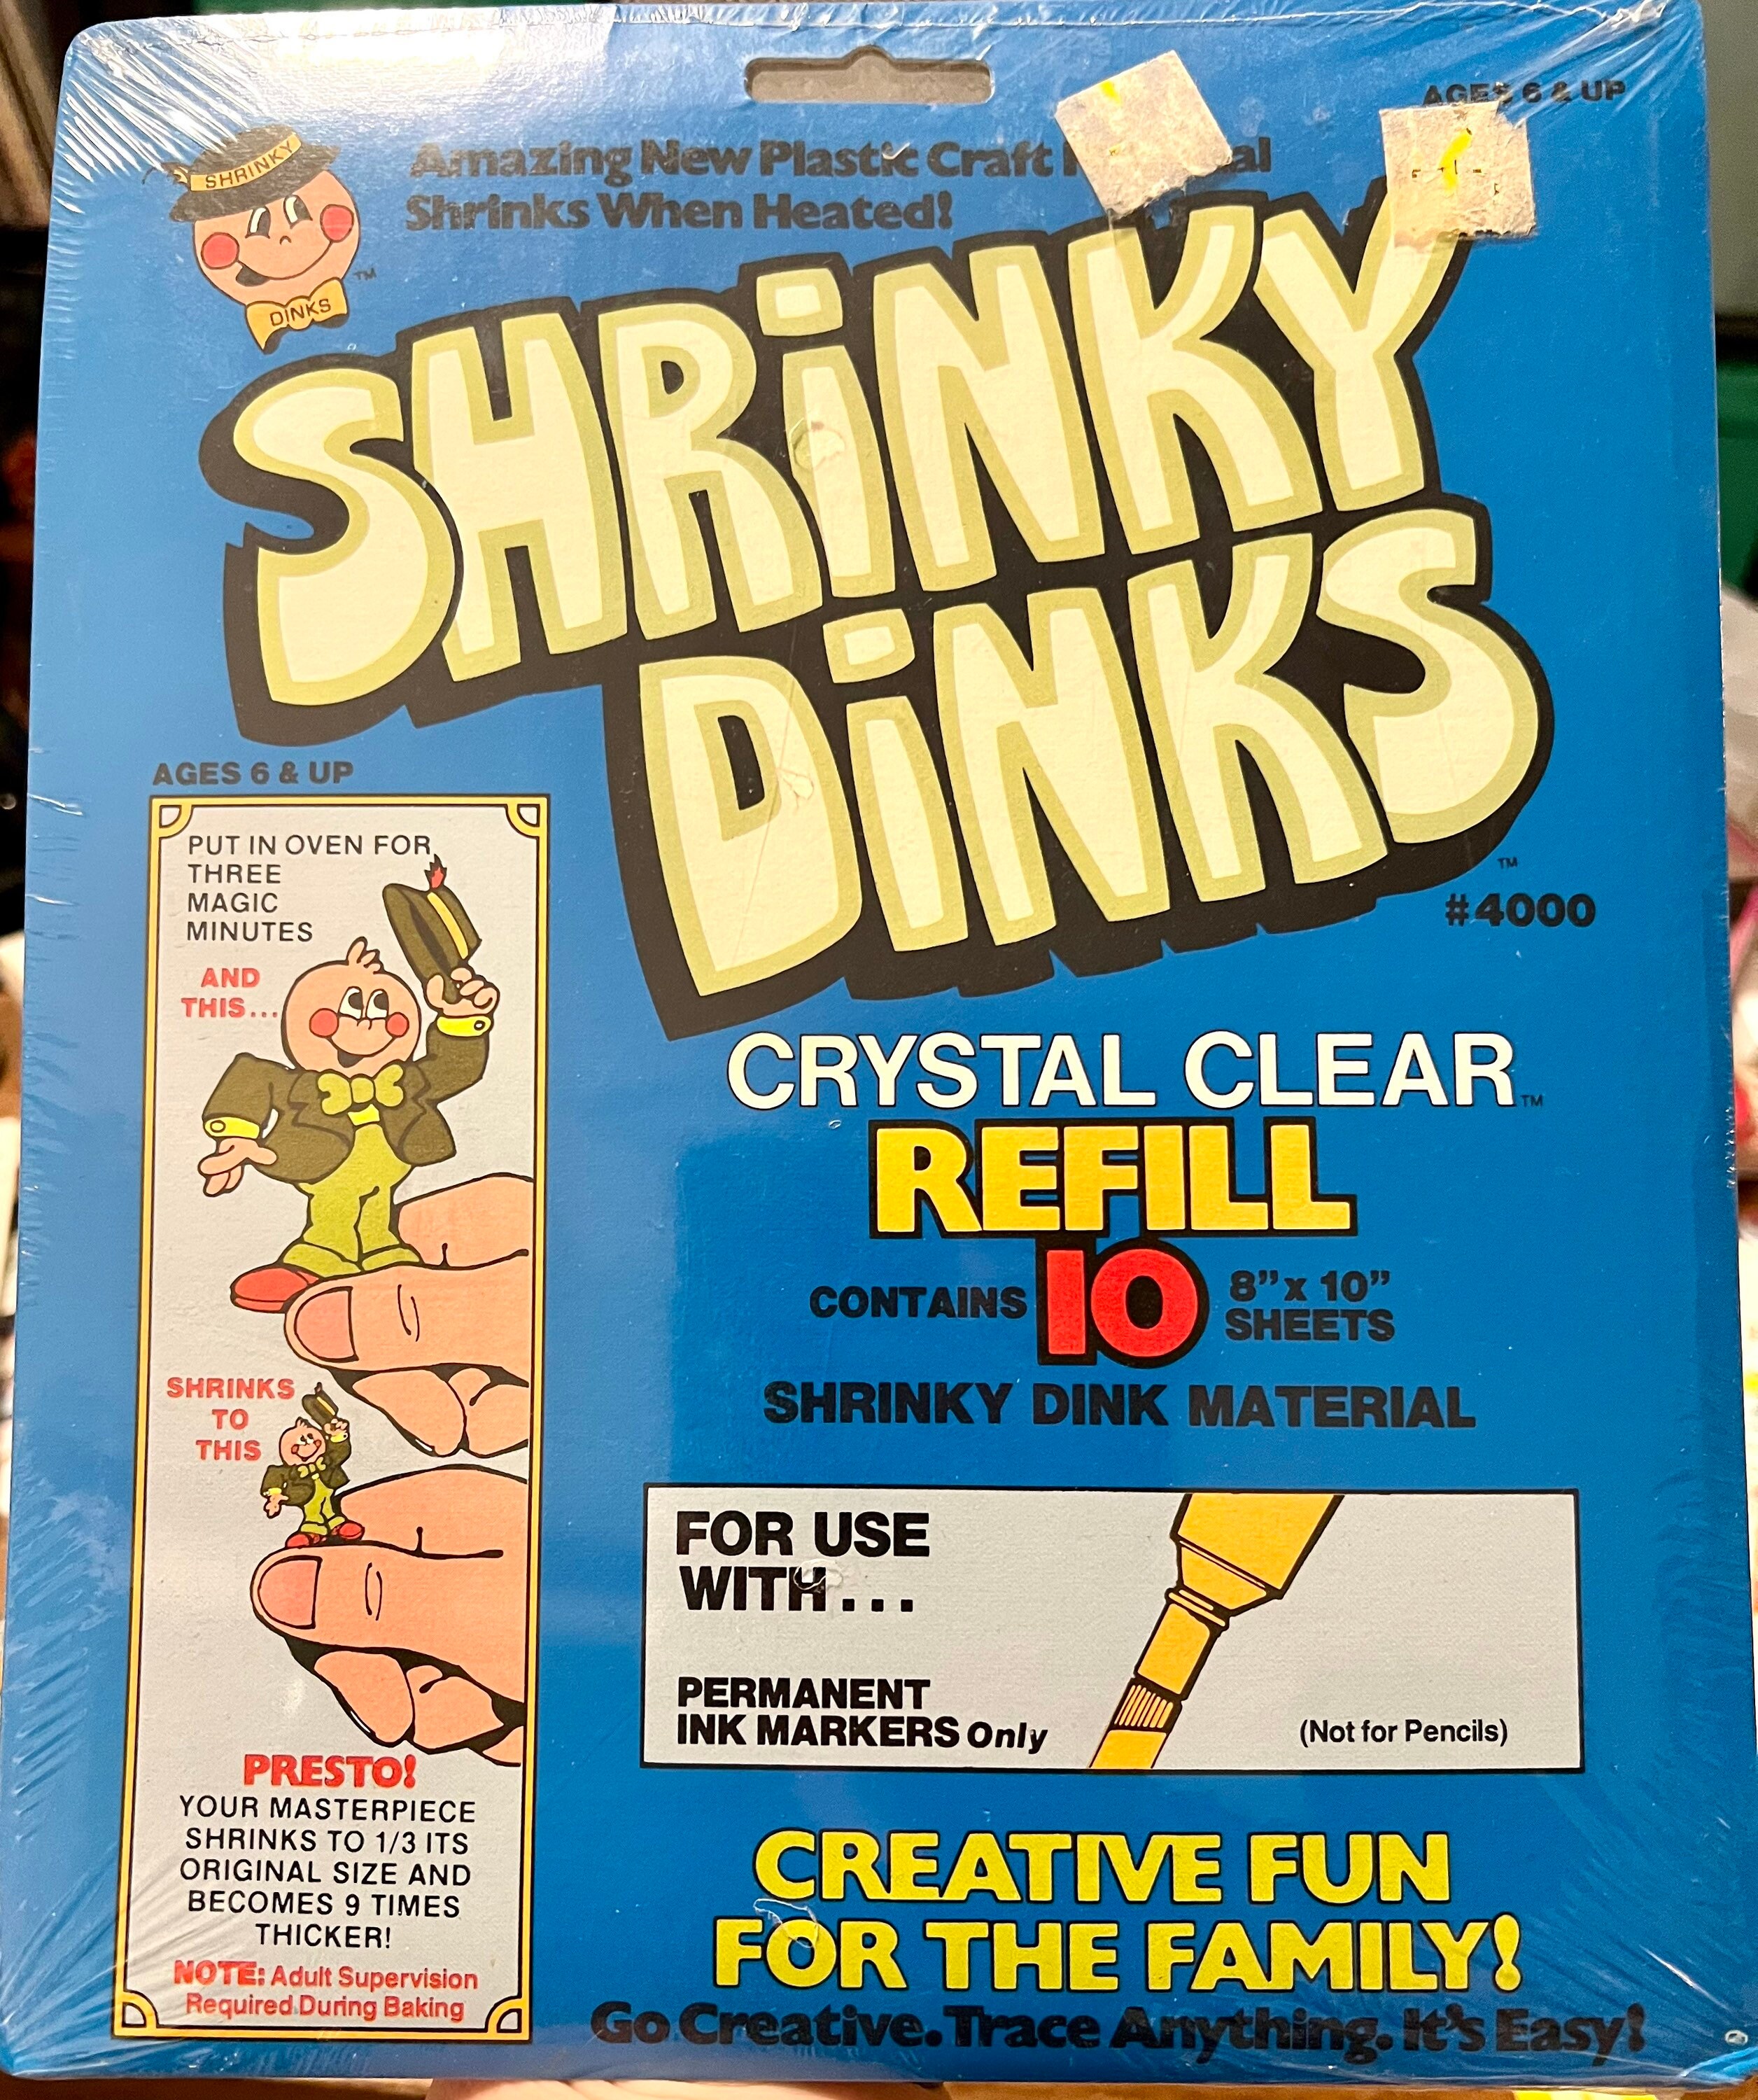 AGES 6 & UP
SHRINKY
DINKS
TM
Amazing New Plastic Craft
Shrinks When Heated!
SHRiNKY
DiNKS
TM
#4000
AGES 6 & UP
PUT IN OVEN FOR
THREE
MAGIC
MINUTES
AND
THIS...
SHRINKS
TO
THIS
PRESTO!
YOUR MASTERPIECE
SHRINKS TO 1/3 ITS
ORIGINAL SIZE AND
BECOMES 9 TIMES
THICKER!
NOTE: Adult Supervision
Required During Baking
CRYSTAL CLEAR TM
REFILL
CONTAINS 10 8” x 10”
SHEETS
SHRINKY DINK MATERIAL
FOR USE
WITH...
PERMANENT
INK MARKERS Only
(Not for Pencils)
CREATIVE FUN
FOR THE FAMILY!
Go Creative. Trace Anything. It's Easy!